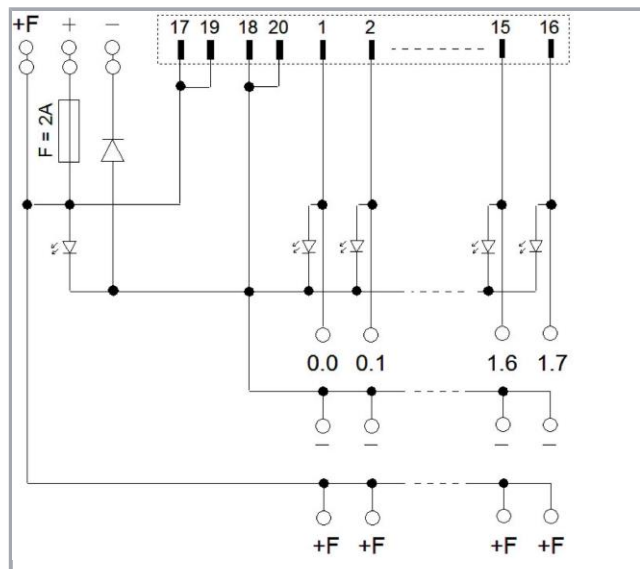 +F + − 17 19 18 20 1 2 15 16
F = 2A
0.0 0.1 1.6 1.7
− − − −
+F +F +F +F